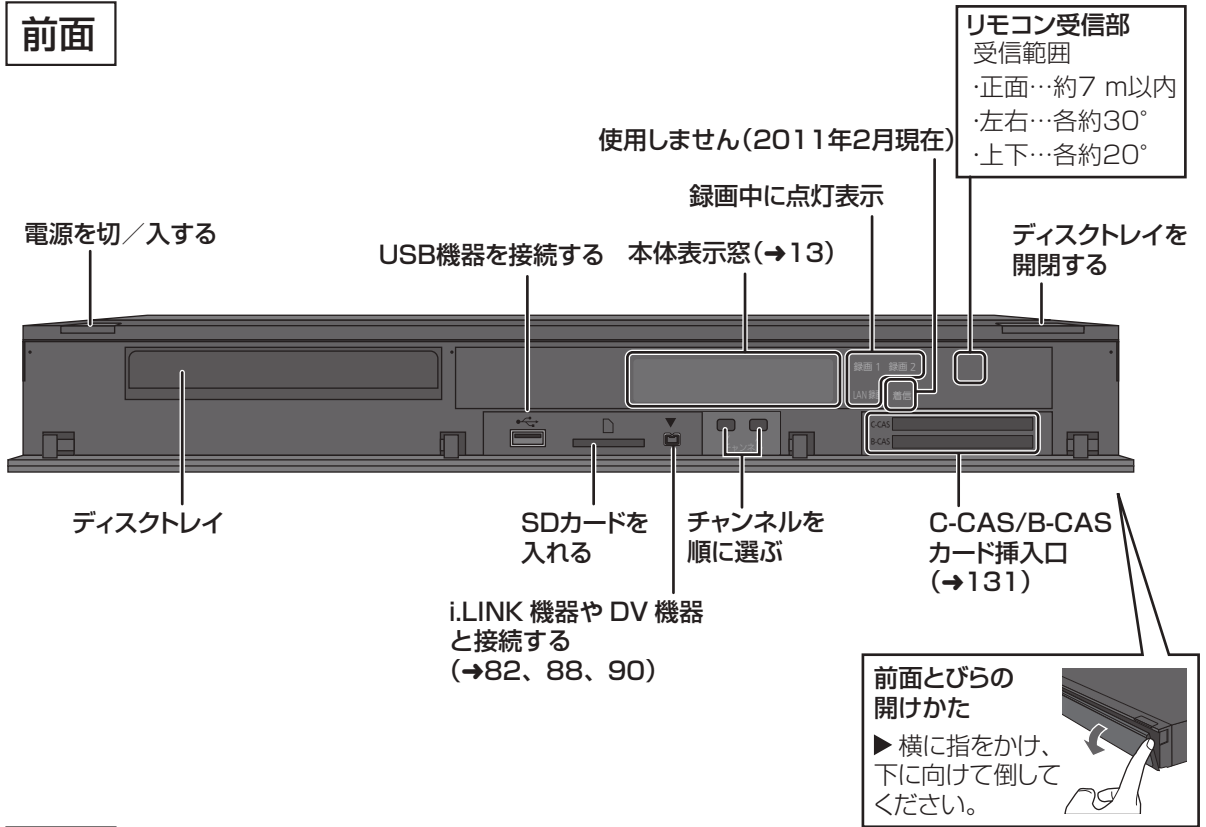 前面
リモコン受信部
受信範囲
·正面…約7 m以内
·左右…各約30°
·上下…各約20°
使用しません(2011年2月現在)
録画中に点灯表示
電源を切/入する
USB機器を接続する
本体表示窓(➜13)
ディスクトレイを
開閉する
録画 1 録画 2
LAN 録画 着信
C-CAS
B-CAS
ディスクトレイ
SDカードを
入れる
チャンネルを
順に選ぶ
C-CAS/B-CAS
カード挿入口
(➜131)
i.LINK 機器や DV 機器
と接続する
(➜82、88、90)
前面とびらの
開けかた
▶ 横に指をかけ、
下に向けて倒して
ください。